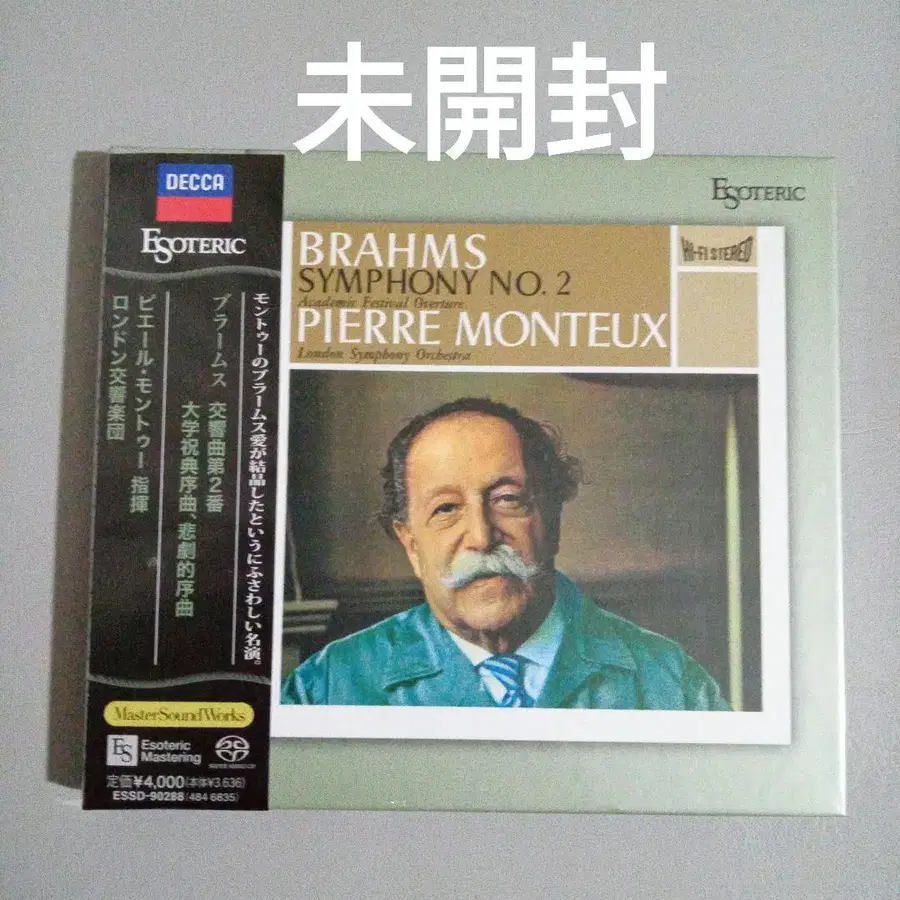 未開封
DECCA
ESOTERIC
モントゥーのブラームス愛が結晶したというにふさわしい名演。
ブラームス 交響曲第2番
大学祝典序曲、悲劇的序曲
ピエール・モントゥー 指揮
ロンドン交響楽団
MasterSoundWorks
ES
Esoteric
Mastering
SUPER AUDIO CD
定価¥4,000(本体¥3,636)
ESSD-90288(484 6835)
ESOTERIC
BRAHMS
SYMPHONY NO. 2
Academic Festival Overture
PIERRE MONTEUX
London Symphony Orchestra
HI-FI STEREO